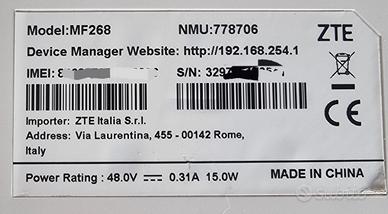 Model:MF268 NMU:778706 ZTE
Device Manager Website: http://192.168.254.1
IMEI: S/N:
Importer: ZTE Italia S.r.l.
Address: Via Laurentina, 455 - 00142 Rome,
Italy
Power Rating : 48.0V ⎓ 0.31A 15.0W MADE IN CHINA
subito